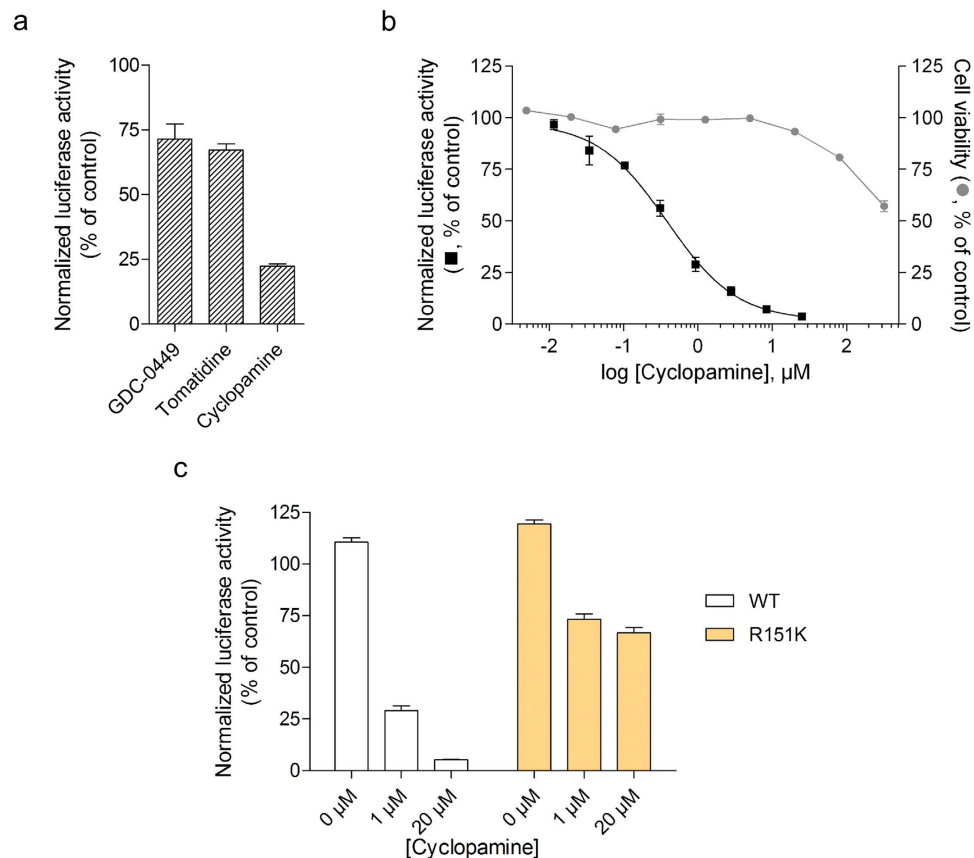 a
Normalized luciferase activity
(% of control)
100
75
50
25
0
GDC-0449
Tomatidine
Cyclopamine
b
Normalized luciferase activity
(■, % of control)
125
100
75
50
25
0
-2
-1
0
1
2
log [Cyclopamine], µM
125
100
75
50
25
0
Cell viability (●, % of control)
c
Normalized luciferase activity
(% of control)
125
100
75
50
25
0
0 µM
1 µM
20 µM
0 µM
1 µM
20 µM
[Cyclopamine]
WT
R151K